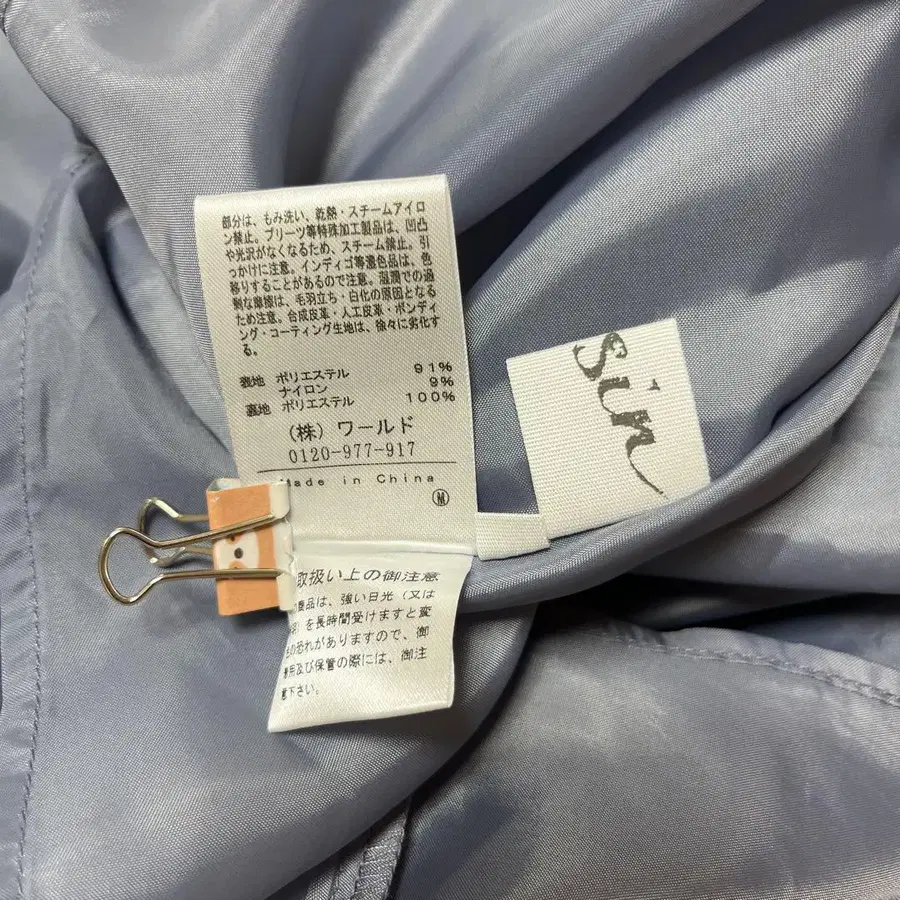 部分は、もみ洗い、乾熱・スチームアイロ
ン禁止。プリーツ等特殊加工製品は、凹凸
や光沢がなくなるため、スチーム禁止。引
っかけに注意。インディゴ等濃色品は、色
移りすることがあるので注意。湿潤での過
剰な摩擦は、毛羽立ち・白化の原因となる
ため注意。合成皮革・人工皮革・ボンディ
ング・コーティング生地は、徐々に劣化す
る。
表地 ポリエステル 91%
ナイロン 9%
裏地 ポリエステル 100%
(株) ワールド
0120-977-917
Made in China
M
sin
取扱い上の御注意
商品は、強い日光(又は
を長時間受けますと変
の恐れがありますので、御
着用及び保管の際には、御注
意下さい。